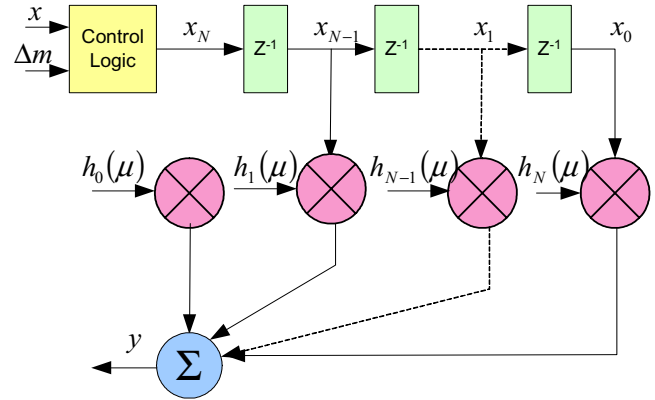 x
Δm
Control
Logic
x_N
Z⁻¹
x_{N−1}
Z⁻¹
x_1
Z⁻¹
x_0
h_0(μ)
h_1(μ)
h_{N−1}(μ)
h_N(μ)
y
Σ